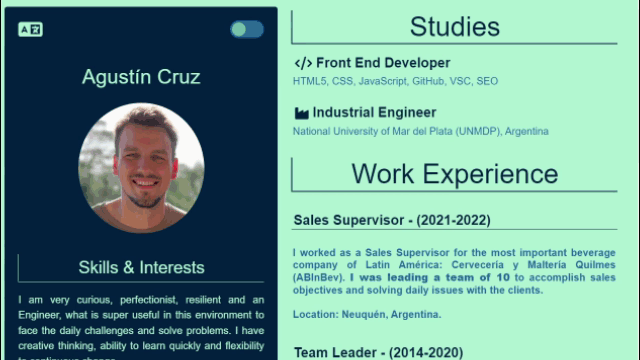 Agustín Cruz
Skills & Interests
I am very curious, perfectionist, resilient and an
Engineer, what is super useful in this environment to
face the daily challenges and solve problems. I have
creative thinking, ability to learn quickly and flexibility
to continuous change
Studies
</> Front End Developer
HTML5, CSS, JavaScript, GitHub, VSC, SEO
Industrial Engineer
National University of Mar del Plata (UNMDP), Argentina
Work Experience
Sales Supervisor - (2021-2022)
I worked as a Sales Supervisor for the most important beverage
company of Latin América: Cervecería y Maltería Quilmes
(ABInBev). I was leading a team of 10 to accomplish sales
objectives and solving daily issues with the clients.
Location: Neuquén, Argentina.
Team Leader - (2014-2020)